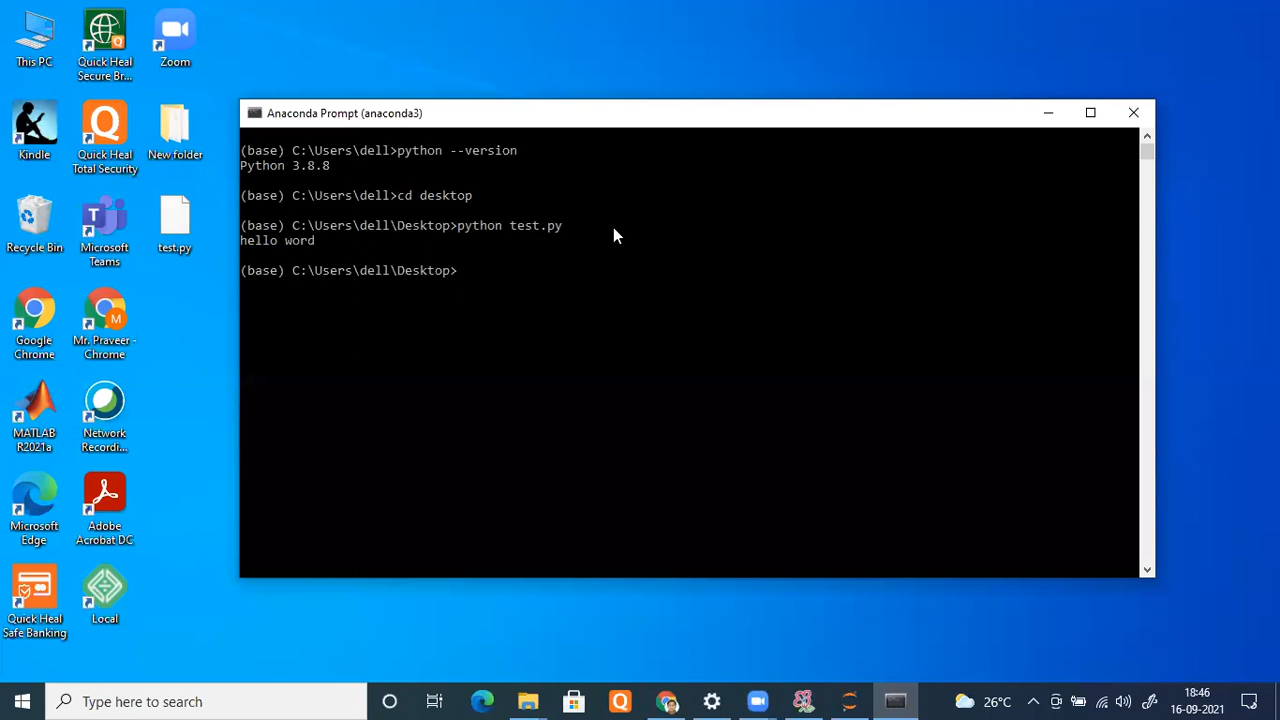 This PC
Quick Heal
Secure Br...
Zoom
Kindle
Quick Heal
Total Security
New folder
Recycle Bin
Microsoft
Teams
test.py
Google
Chrome
Mr. Praveer -
Chrome
M
MATLAB
R2021a
Network
Recordi...
Microsoft
Edge
Adobe
Acrobat DC
Quick Heal
Safe Banking
Local
Anaconda Prompt (anaconda3)
(base) C:\Users\dell>python --version
Python 3.8.8
(base) C:\Users\dell>cd desktop
(base) C:\Users\dell\Desktop>python test.py
hello word
(base) C:\Users\dell\Desktop>
Type here to search
26°C
18:46
16-09-2021